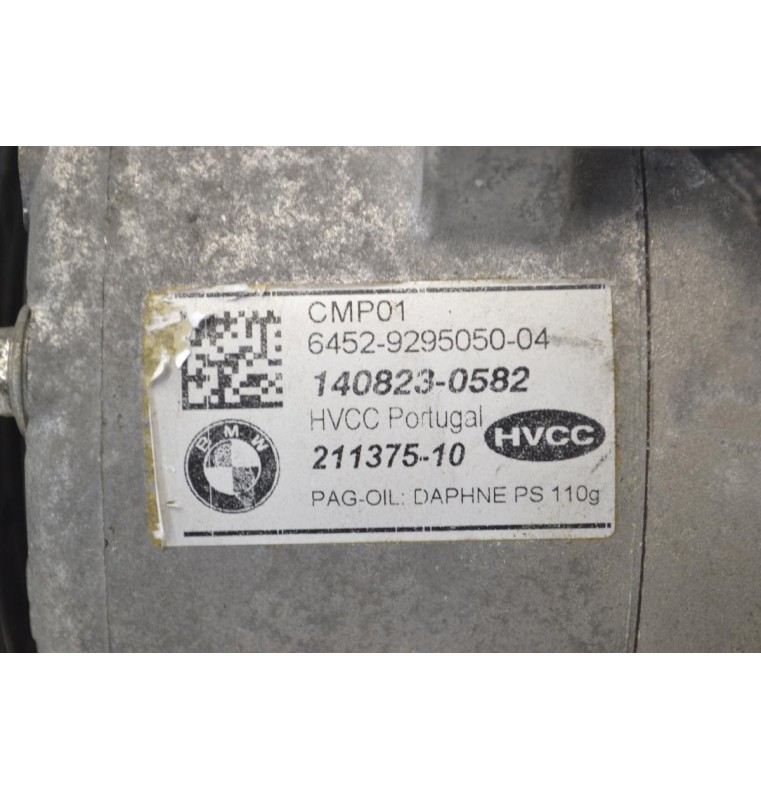 CMP01
6452-9295050-04
140823-0582
HVCC Portugal
HVCC
BMW
211375-10
PAG-OIL: DAPHNE PS 110g